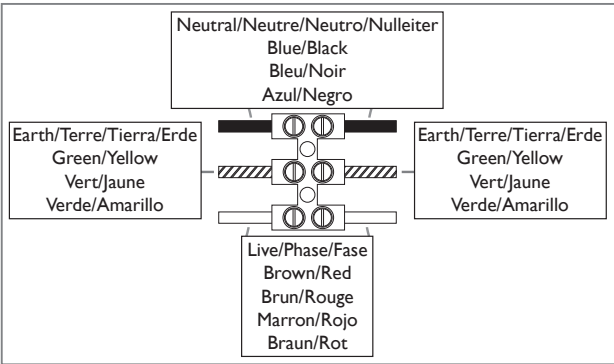 Neutral/Neutre/Neutro/Nulleiter
Blue/Black
Bleu/Noir
Azul/Negro
Earth/Terre/Tierra/Erde
Green/Yellow
Vert/Jaune
Verde/Amarillo
Earth/Terre/Tierra/Erde
Green/Yellow
Vert/Jaune
Verde/Amarillo
Live/Phase/Fase
Brown/Red
Brun/Rouge
Marron/Rojo
Braun/Rot